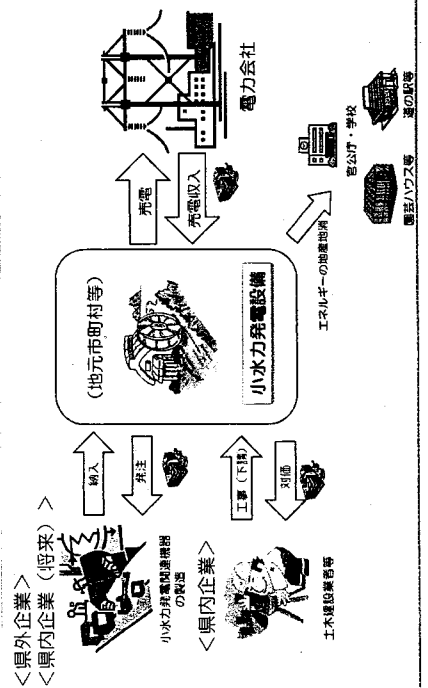 ＜県外企業＞
＜県内企業（将来）＞
小水力発電関連機器
の製造
納入
発注
＜県内企業＞
土木建設業者等
工事（下請）
対価
（地元市町村等）
小水力発電設備
売電
売電収入
電力会社
エネルギーの地産地消
官公庁・学校
園芸ハウス等
道の駅等